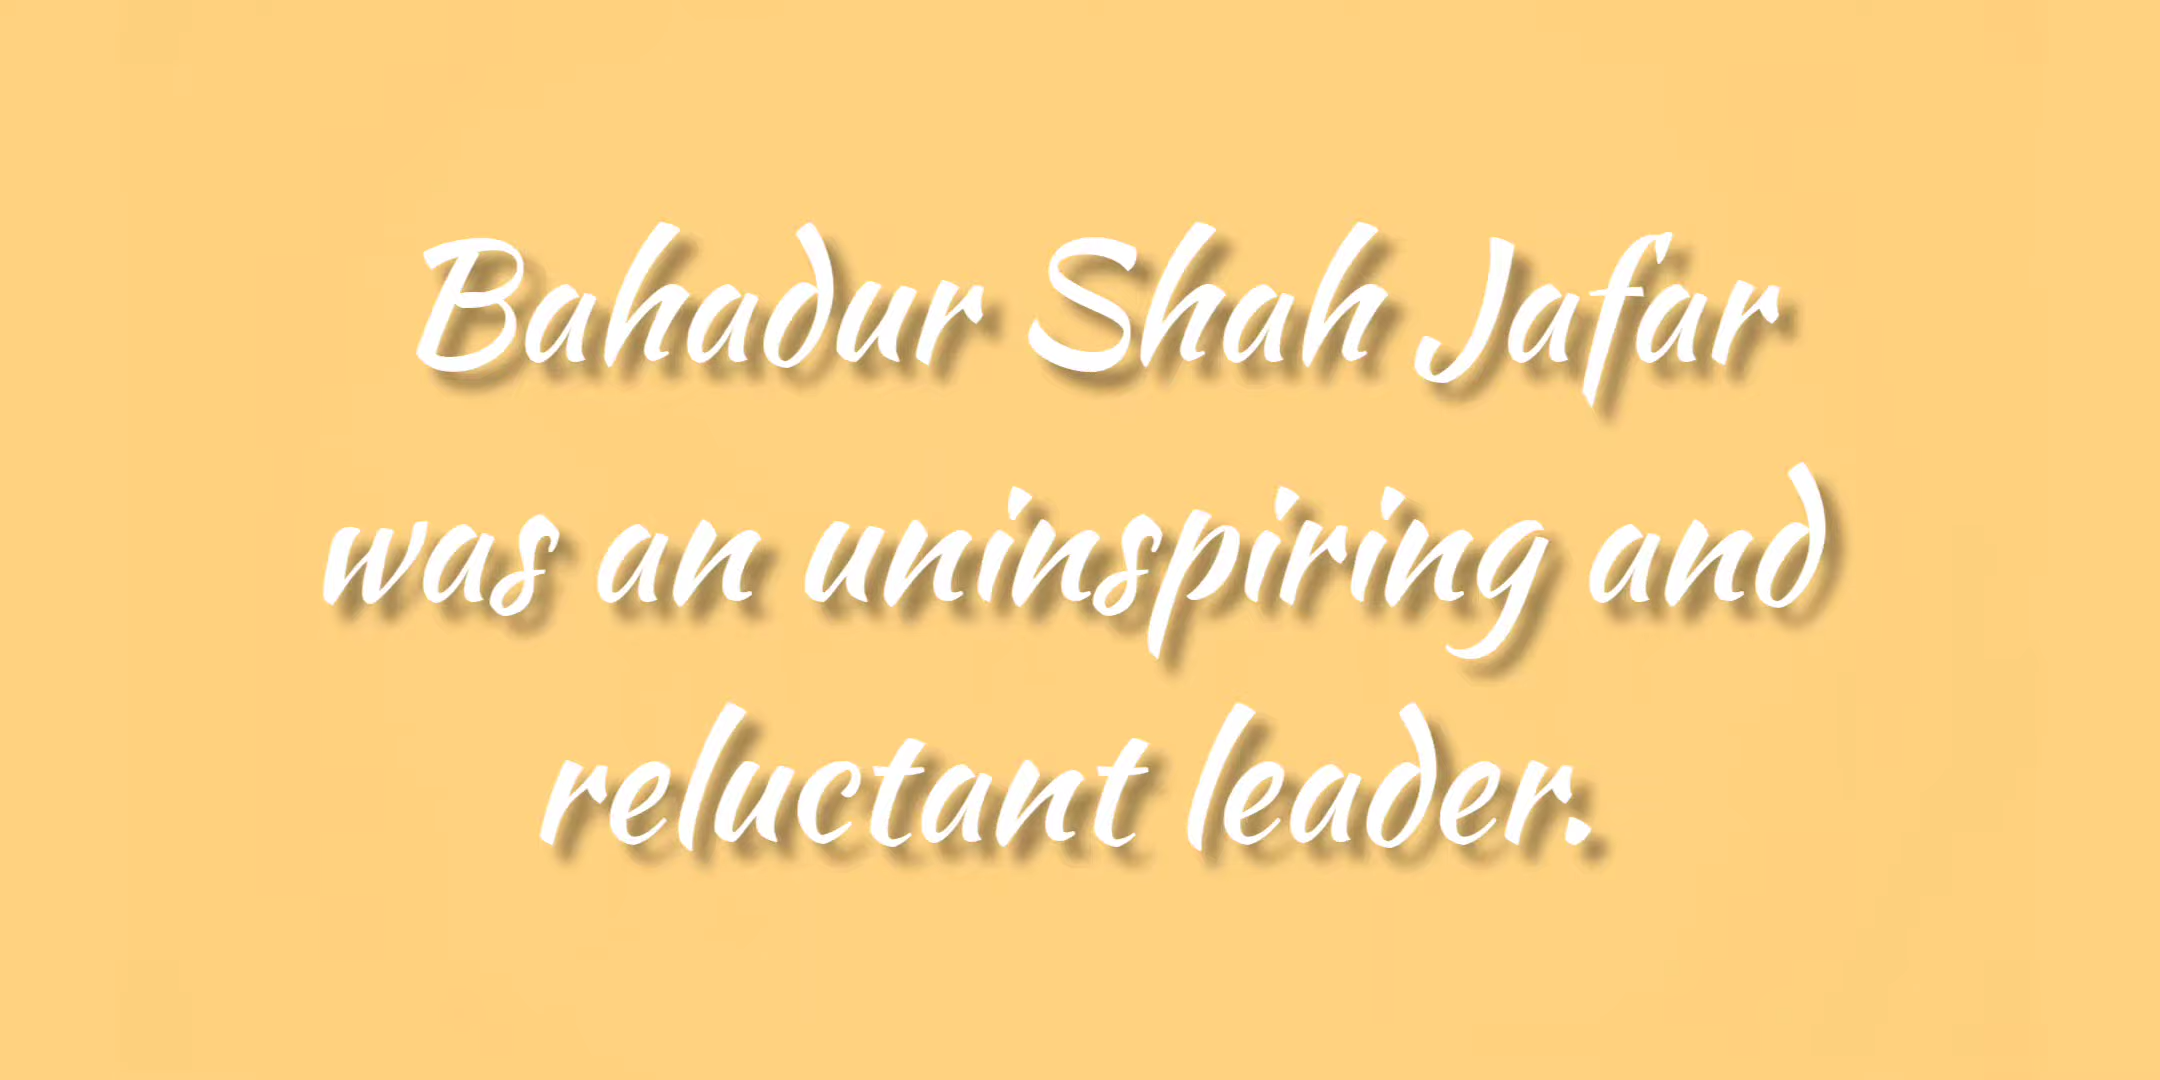 Bahadur Shah Jafar
was an uninspiring and
reluctant leader.